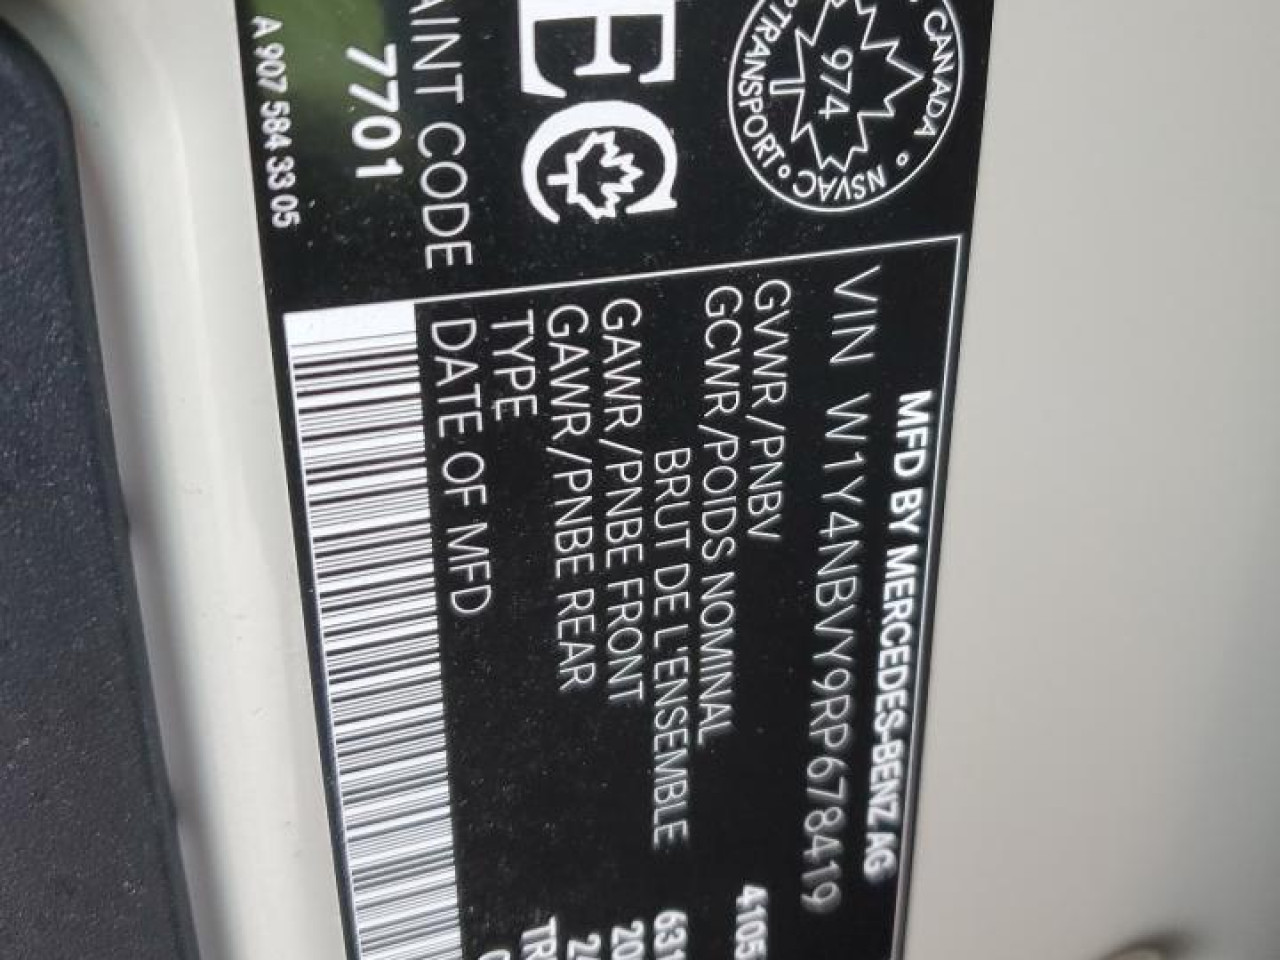 MFD BY MERCEDES-BENZ AG
VIN W1Y4NBVY9RP678419
GVWR/PNBV 4105
GCWR/POIDS NOMINAL
BRUT DE L'ENSEMBLE 631
GAWR/PNBE FRONT 20
GAWR/PNBE REAR 24
TYPE TR
DATE OF MFD
CANADA
TRANSPORT
NSVAC
974
EC
AINT CODE
7701
A 907 584 33 05